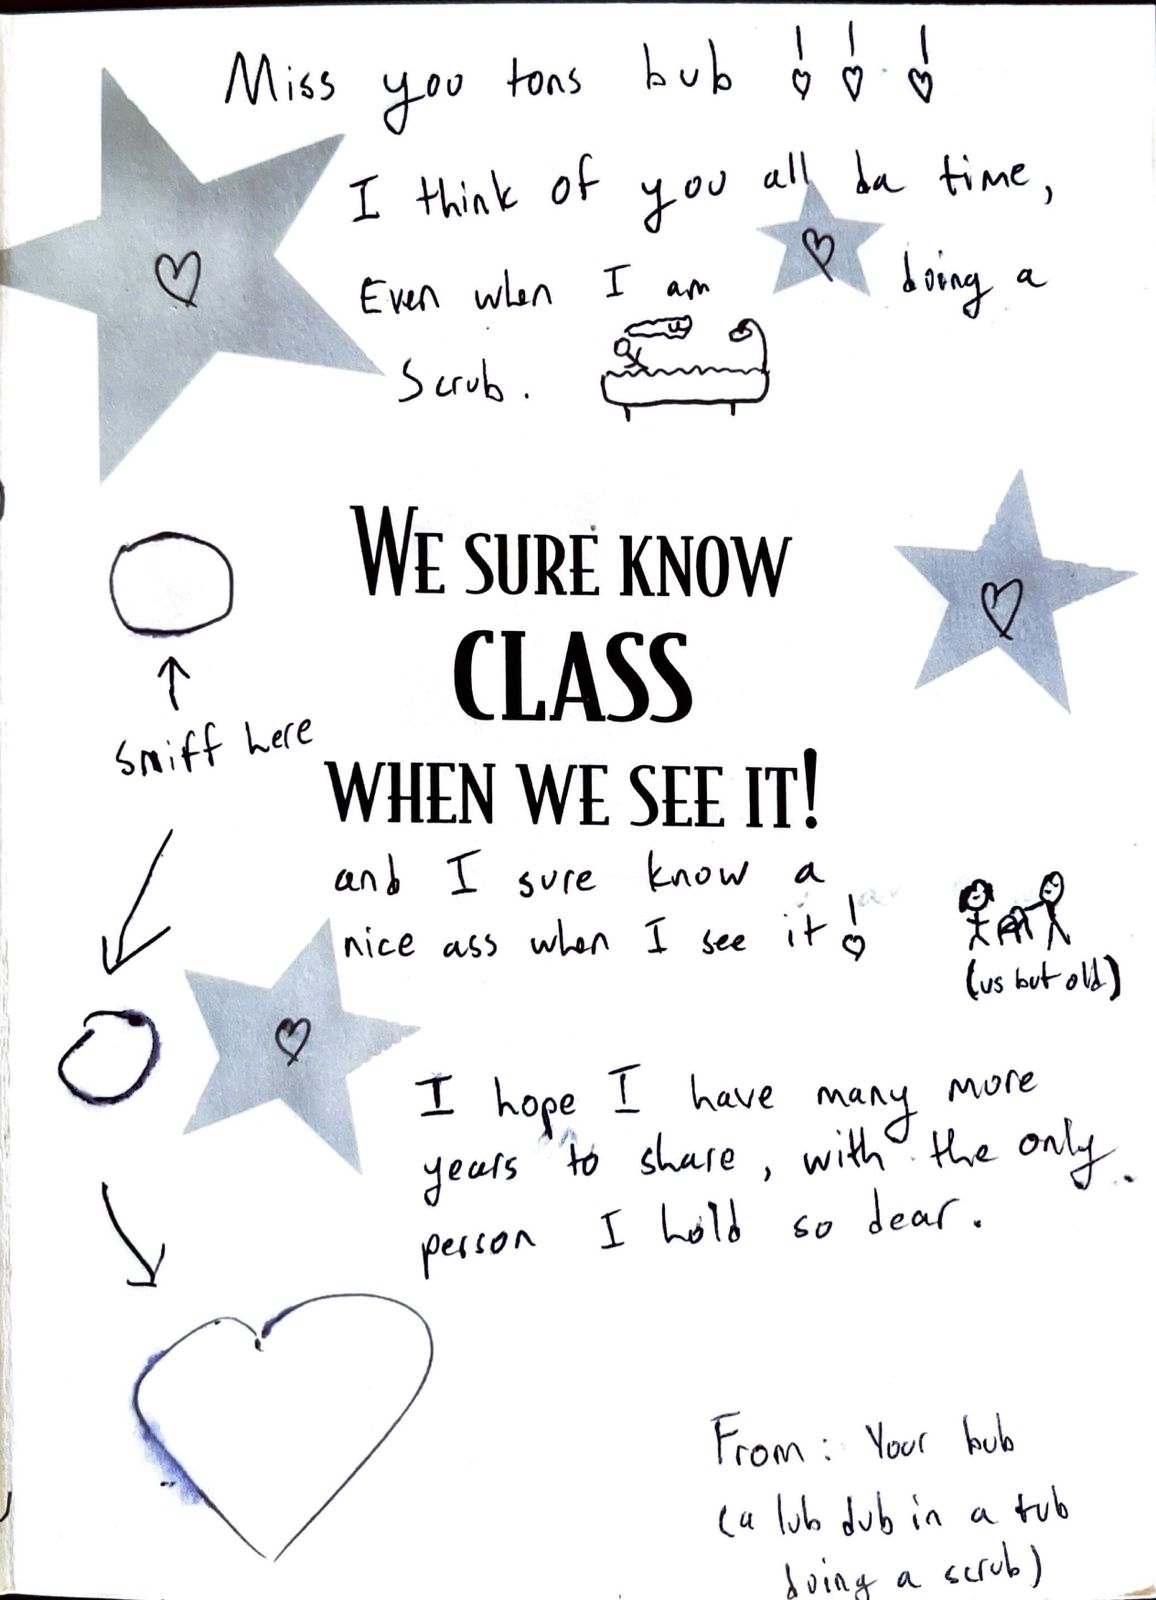 Miss you tons bub !!!
I think of you all da time,
Even when I am doing a
Scrub.
WE SURE KNOW
CLASS
WHEN WE SEE IT!
sniff here
and I sure know a
nice ass when I see it!
(us but old)
I hope I have many more
years to share, with the only
person I hold so dear.
From: Your bub
(a lub dub in a tub
doing a scrub)